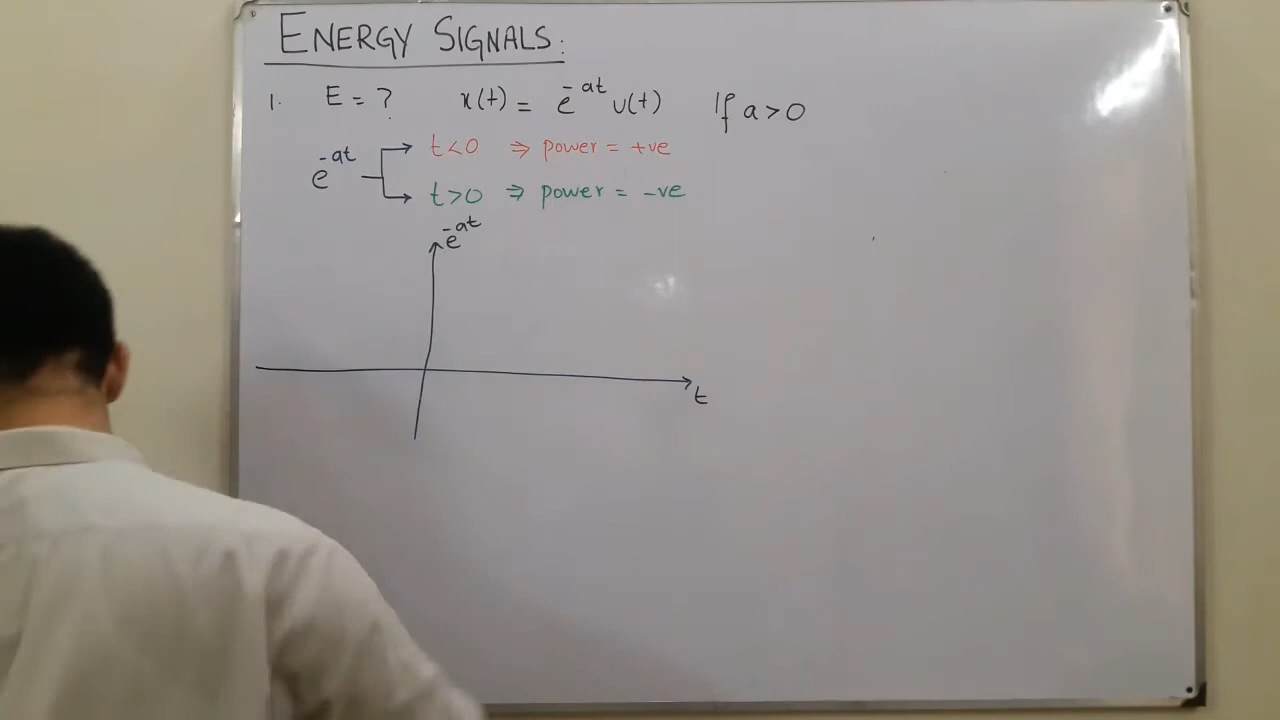 ENERGY SIGNALS:
1. E = ? x(t) = e^-at u(t) If a > 0
e^-at → t<0 ⇒ power = +ve
→ t>0 ⇒ power = -ve
e^-at
t